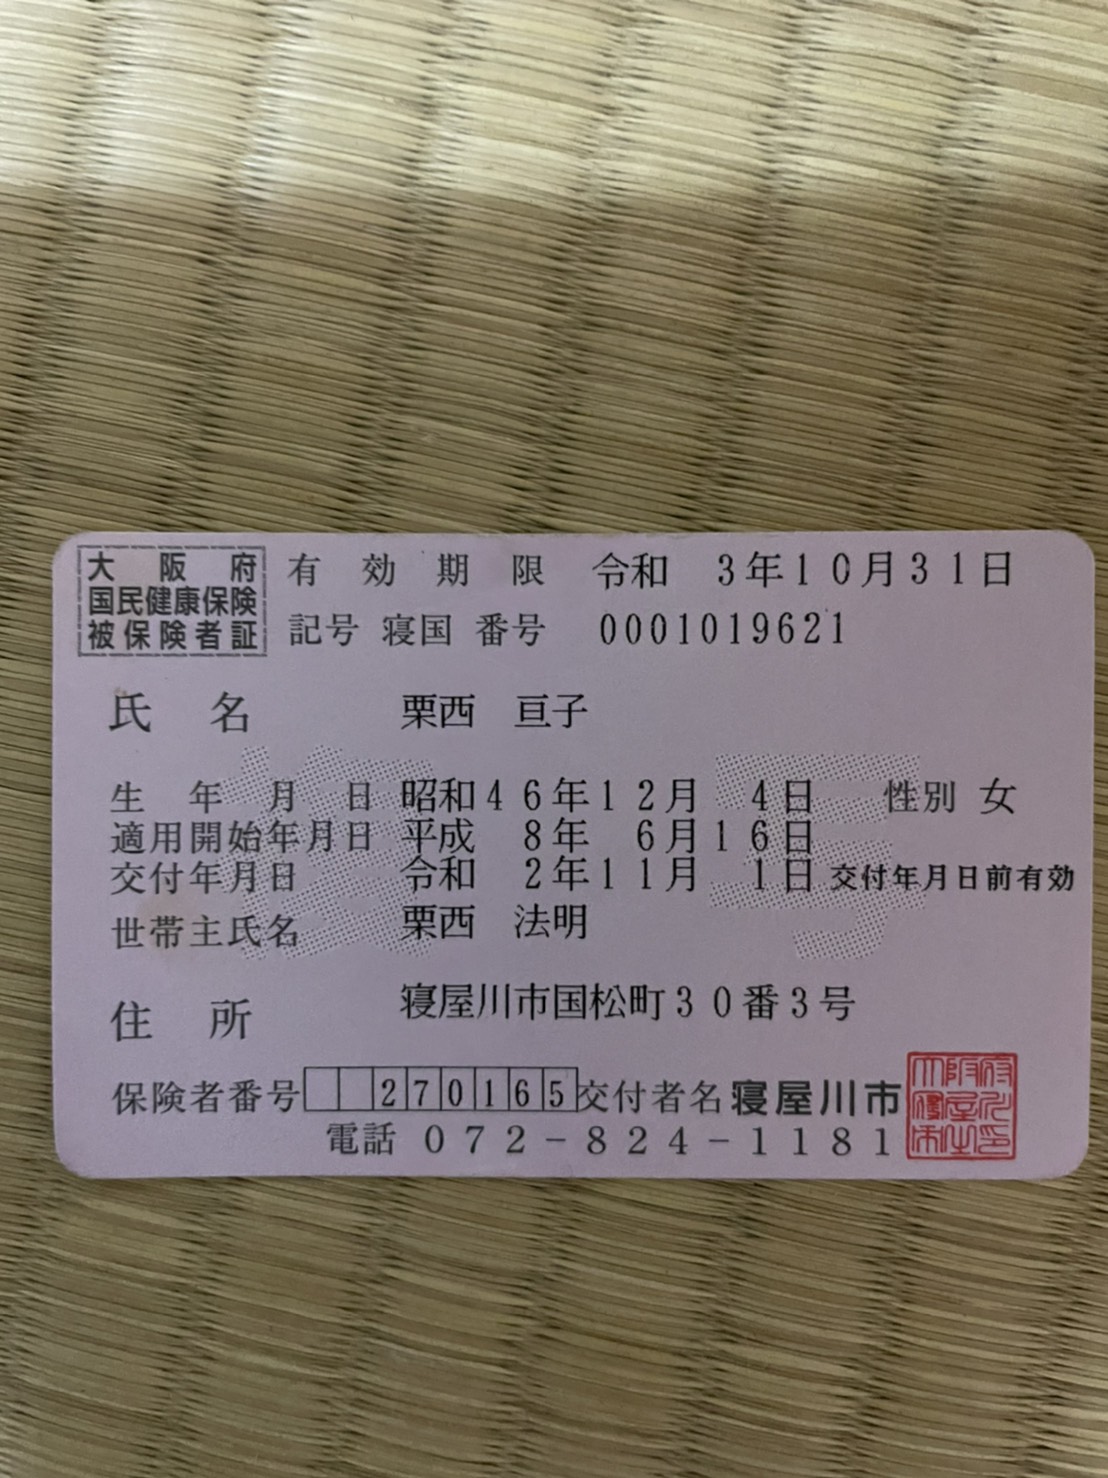 大阪府
国民健康保険
被保険者証
有効期限 令和 3年10月31日
記号 寝国 番号 0001019621
氏名 栗西 亘子
生年月日 昭和46年12月 4日 性別 女
適用開始年月日 平成 8年 6月16日
交付年月日 令和 2年11月 1日 交付年月日前有効
世帯主氏名 栗西 法明
住所 寝屋川市国松町30番3号
保険者番号 270165 交付者名 寝屋川市
電話 072-824-1181